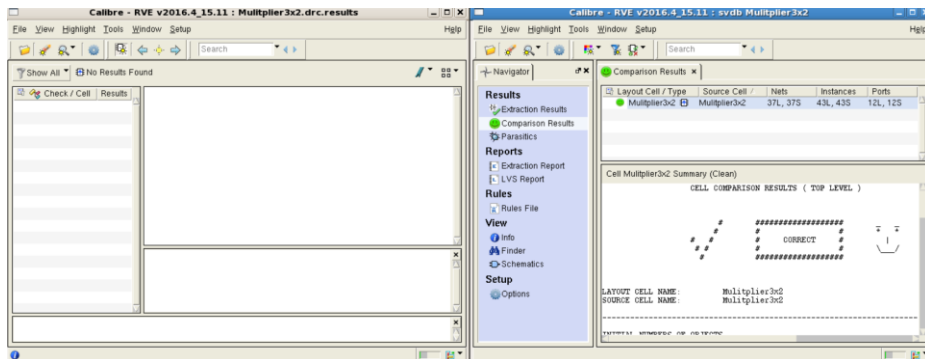 Calibre - RVE v2016.4_15.11 : Mulitplier3x2.drc.results
File View Highlight Tools Window Setup Help
Search
Show All No Results Found
Check / Cell Results
Calibre - RVE v2016.4_15.11 : svdb Mulitplier3x2
File View Highlight Tools Window Setup Help
Search
Navigator
Results
Extraction Results
Comparison Results
Parasitics
Reports
Extraction Report
LVS Report
Rules
Rules File
View
Info
Finder
Schematics
Setup
Options
Comparison Results
Layout Cell / Type Source Cell Nets Instances Ports
Mulitplier3x2 Mulitplier3x2 37L, 37S 43L, 43S 12L, 12S
Cell Mulitplier3x2 Summary (Clean)
CELL COMPARISON RESULTS ( TOP LEVEL )
# ###################
# # #
# # # CORRECT #
# # # #
# ###################
LAYOUT CELL NAME: Mulitplier3x2
SOURCE CELL NAME: Mulitplier3x2
INITIAL NUMBERS OF OBJECTS